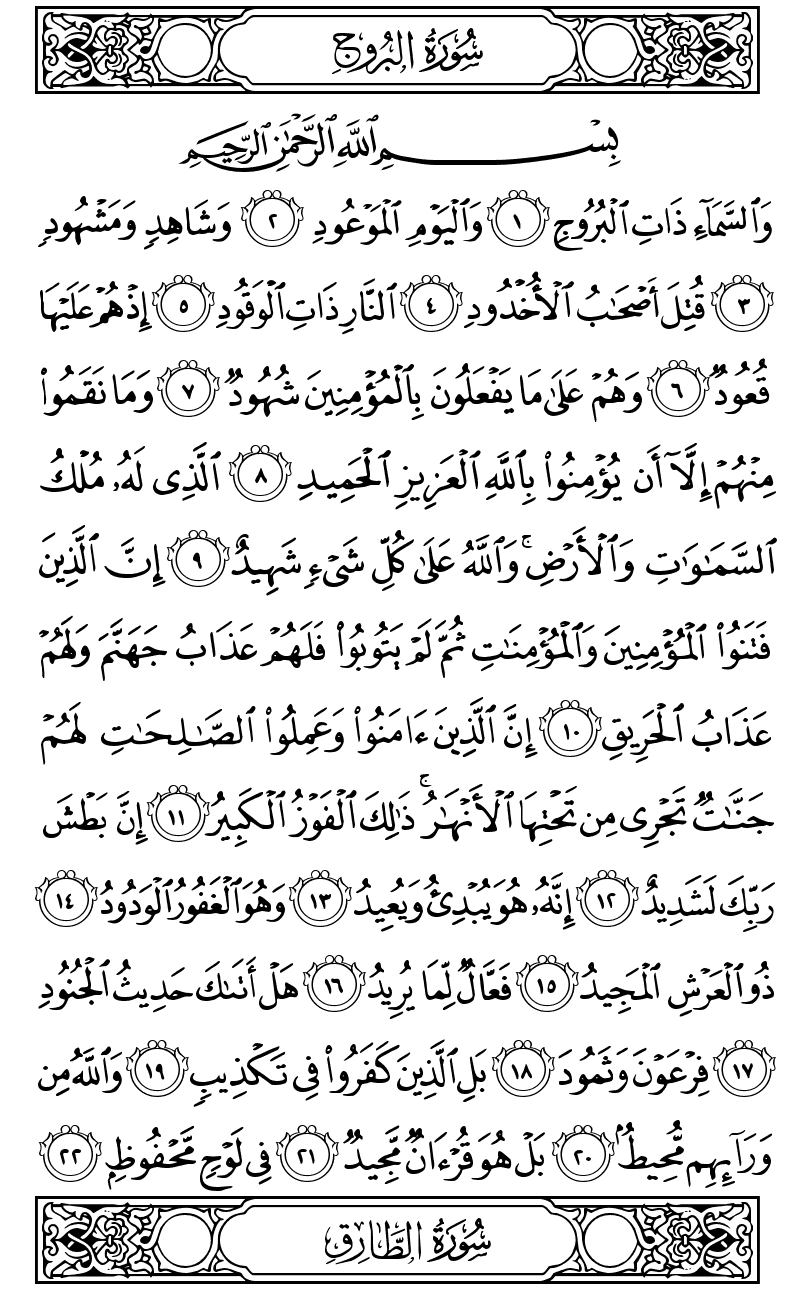 سُورَةُ البُرُوجِ
بِسْمِ ٱللَّهِ ٱلرَّحْمَٰنِ ٱلرَّحِيمِ
وَٱلسَّمَآءِ ذَاتِ ٱلْبُرُوجِ ١ وَٱلْيَوْمِ ٱلْمَوْعُودِ ٢ وَشَاهِدٍ وَمَشْهُودٍ
٣ قُتِلَ أَصْحَٰبُ ٱلْأُخْدُودِ ٤ ٱلنَّارِ ذَاتِ ٱلْوَقُودِ ٥ إِذْ هُمْ عَلَيْهَا
قُعُودٌ ٦ وَهُمْ عَلَىٰ مَا يَفْعَلُونَ بِٱلْمُؤْمِنِينَ شُهُودٌ ٧ وَمَا نَقَمُوا۟
مِنْهُمْ إِلَّآ أَن يُؤْمِنُوا۟ بِٱللَّهِ ٱلْعَزِيزِ ٱلْحَمِيدِ ٨ ٱلَّذِى لَهُۥ مُلْكُ
ٱلسَّمَٰوَٰتِ وَٱلْأَرْضِ ۚ وَٱللَّهُ عَلَىٰ كُلِّ شَىْءٍ شَهِيدٌ ٩ إِنَّ ٱلَّذِينَ
فَتَنُوا۟ ٱلْمُؤْمِنِينَ وَٱلْمُؤْمِنَٰتِ ثُمَّ لَمْ يَتُوبُوا۟ فَلَهُمْ عَذَابُ جَهَنَّمَ وَلَهُمْ
عَذَابُ ٱلْحَرِيقِ ١٠ إِنَّ ٱلَّذِينَ ءَامَنُوا۟ وَعَمِلُوا۟ ٱلصَّٰلِحَٰتِ لَهُمْ
جَنَّٰتٌ تَجْرِى مِن تَحْتِهَا ٱلْأَنْهَٰرُ ۚ ذَٰلِكَ ٱلْفَوْزُ ٱلْكَبِيرُ ١١ إِنَّ بَطْشَ
رَبِّكَ لَشَدِيدٌ ١٢ إِنَّهُۥ هُوَ يُبْدِئُ وَيُعِيدُ ١٣ وَهُوَ ٱلْغَفُورُ ٱلْوَدُودُ ١٤
ذُو ٱلْعَرْشِ ٱلْمَجِيدُ ١٥ فَعَّالٌ لِّمَا يُرِيدُ ١٦ هَلْ أَتَىٰكَ حَدِيثُ ٱلْجُنُودِ
١٧ فِرْعَوْنَ وَثَمُودَ ١٨ بَلِ ٱلَّذِينَ كَفَرُوا۟ فِى تَكْذِيبٍ ١٩ وَٱللَّهُ مِن
وَرَآئِهِم مُّحِيطٌۢ ٢٠ بَلْ هُوَ قُرْءَانٌ مَّجِيدٌ ٢١ فِى لَوْحٍ مَّحْفُوظٍۭ ٢٢
سُورَةُ الطَّارِقِ